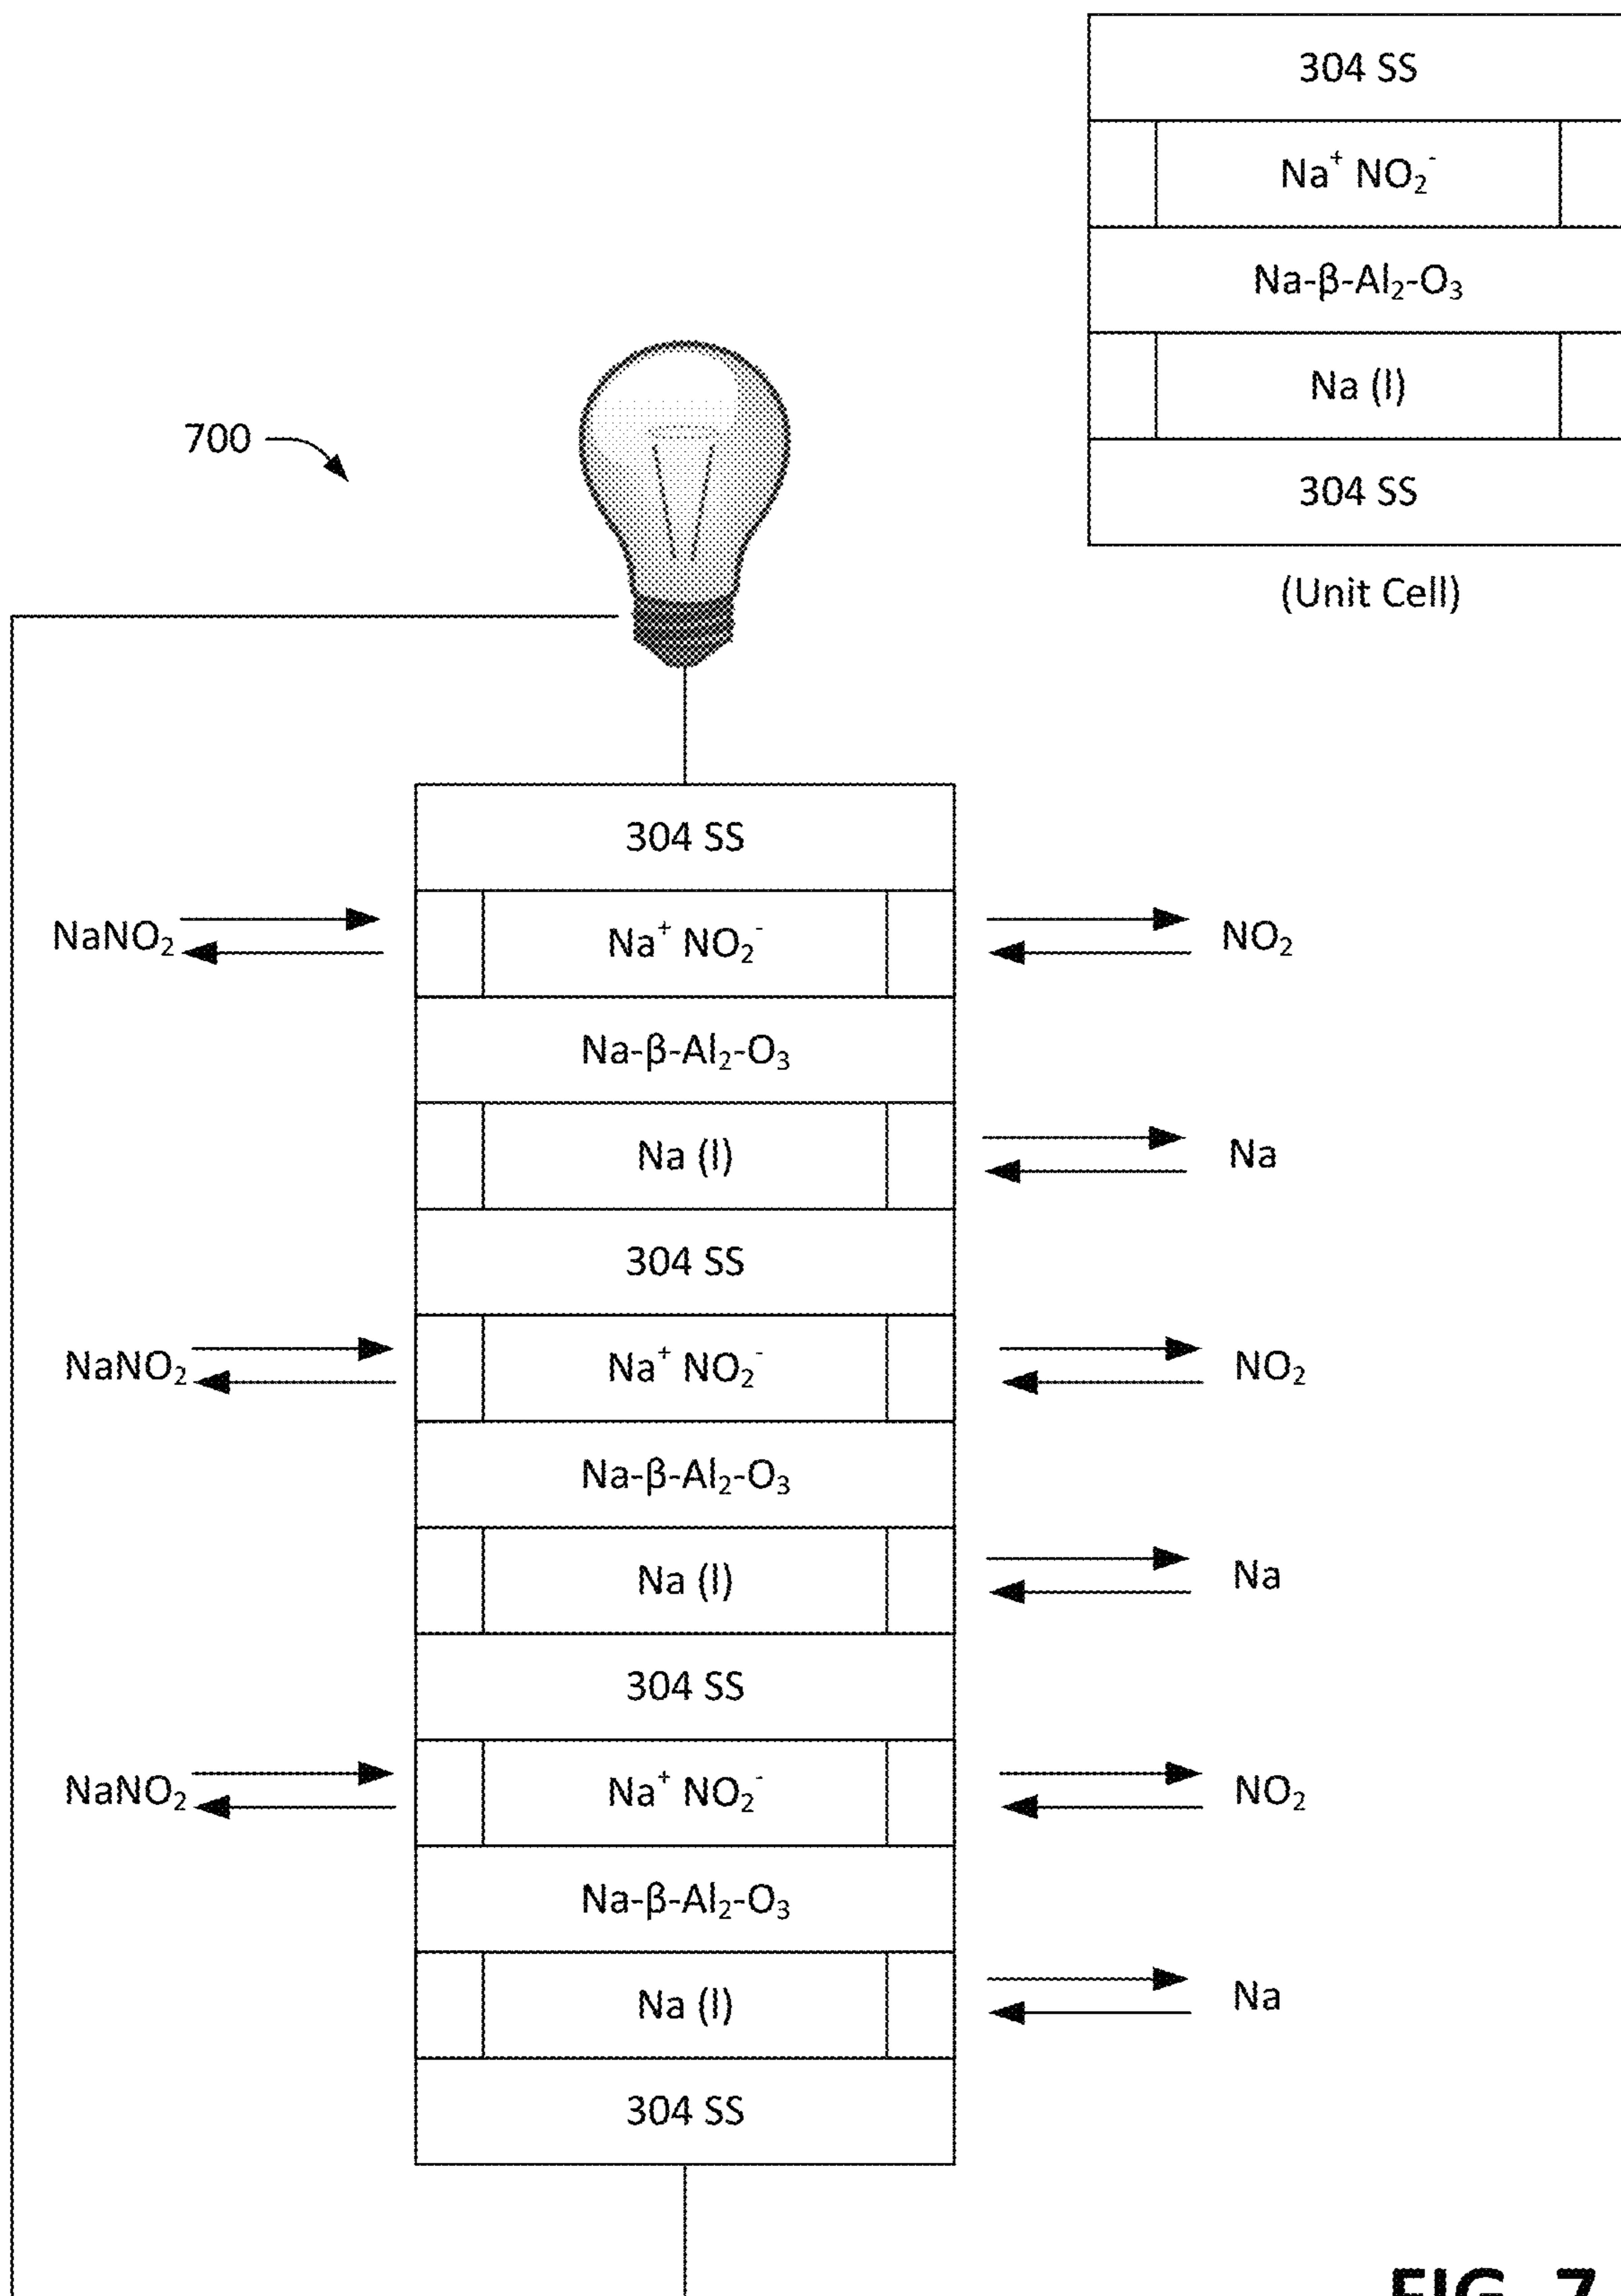 304 SS
Na⁺ NO₂⁻
Na-β-Al₂-O₃
Na (l)
304 SS
(Unit Cell)
700
304 SS
NaNO₂ Na⁺ NO₂⁻ NO₂
Na-β-Al₂-O₃
Na (l) Na
304 SS
NaNO₂ Na⁺ NO₂⁻ NO₂
Na-β-Al₂-O₃
Na (l) Na
304 SS
NaNO₂ Na⁺ NO₂⁻ NO₂
Na-β-Al₂-O₃
Na (l) Na
304 SS
FIG. 7